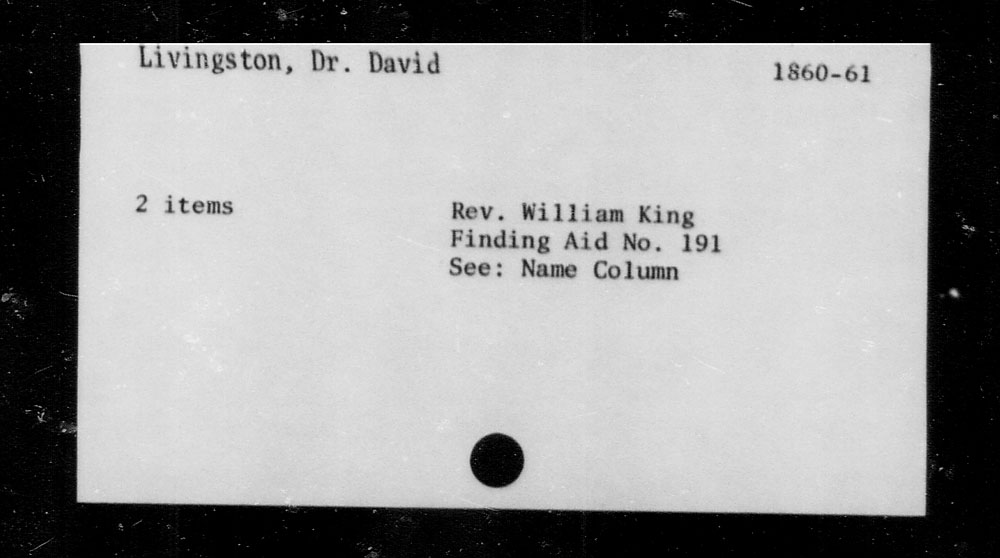 Livingston, Dr. David
1860-61
2 items
Rev. William King
Finding Aid No. 191
See: Name Column